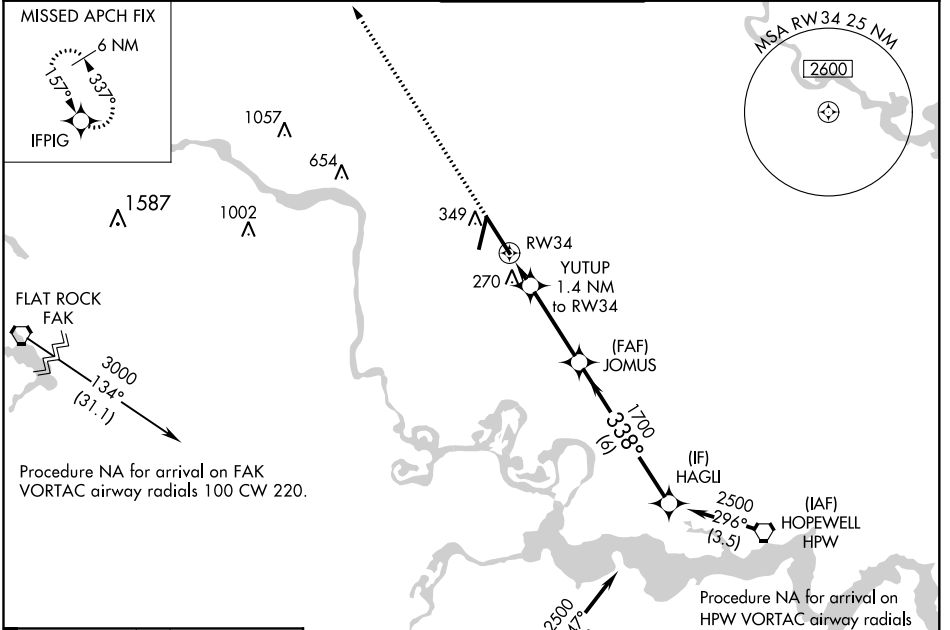 MISSED APCH FIX
6 NM
157°
337°
IFPIG
MSA RW34 25 NM
2600
1057
654
1587
1002
349
RW34
270
YUTUP
1.4 NM
to RW34
FLAT ROCK
FAK
3000
134°
(31.1)
(FAF)
JOMUS
1700
338°
(6)
Procedure NA for arrival on FAK
VORTAC airway radials 100 CW 220.
(IF)
HAGLI
2500
296°
(3.5)
(IAF)
HOPEWELL
HPW
2500
Procedure NA for arrival on
HPW VORTAC airway radials